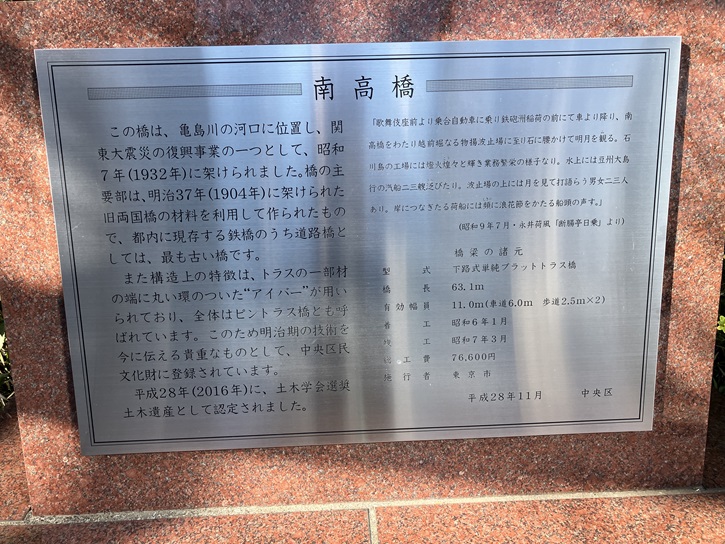 南高橋
この橋は、亀島川の河口に位置し、関
東大震災の復興事業の一つとして、昭和
7年(1932年)に架けられました。橋の主
要部は、明治37年(1904年)に架けられた
旧両国橋の材料を利用して作られたもの
で、都内に現存する鉄橋のうち道路橋と
しては、最も古い橋です。
また構造上の特徴は、トラスの一部材
の端に丸い環のついた“アイバー”が用い
られており、全体はピントラス橋とも呼
ばれています。このため明治期の技術を
今に伝える貴重なものとして、中央区民
文化財に登録されています。
平成28年(2016年)に、土木学会選奨
土木遺産として認定されました。
「歌舞伎座前より乗合自動車に乗り鉄砲洲稲荷の前にて車より降り、南
高橋をわたり越前堀なる物揚波止場に至り石に腰かけて明月を観る。石
川島の工場には燈火煌々と輝き業務繁栄の様子なり。水上には豆州大島
行の汽船二三艘泛びたり。波止場の上には月を見て打語らう男女二三人
あり。岸につなぎたる荷船には頻に浪花節をかたる船頭の声す。」
(昭和9年7月・永井荷風「断腸亭日乗」より)
橋梁の諸元
型式 下路式単純プラットトラス橋
橋長 63.1m
有効幅員 11.0m(車道6.0m 歩道2.5m×2)
着工 昭和6年1月
竣工 昭和7年3月
総工費 76,600円
施行者 東京市
平成28年11月 中央区